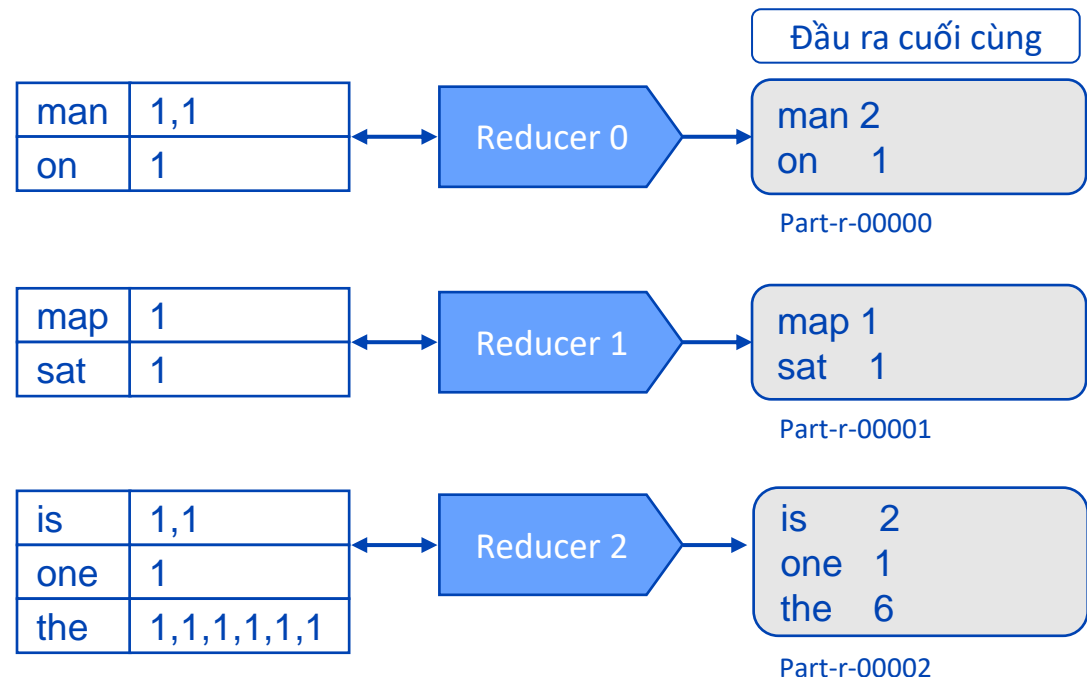 Đầu ra cuối cùng
man 1,1
on 1
Reducer 0
man 2
on 1
Part-r-00000
map 1
sat 1
Reducer 1
map 1
sat 1
Part-r-00001
is 1,1
one 1
the 1,1,1,1,1,1
Reducer 2
is 2
one 1
the 6
Part-r-00002